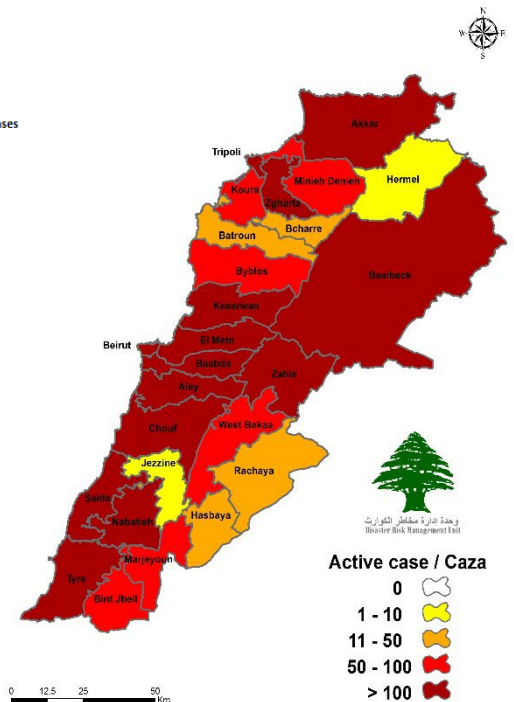 N
W E
S
ses
Akkar
Tripoli
Minieh Denieh
Hermel
Koura
Zgharta
Bcharre
Batroun
Baalbeck
Byblos
Keserwan
El Metn
Beirut
Baabda
Zahle
Aley
Chouf
West Bekaa
Jezzine
Rachaya
Saida
Hasbaya
Nabatieh
Marjeyoun
Tyre
Bint Jbeil
وحدة إدارة مخاطر الكوارث
Disaster Risk Management Unit
Active case / Caza
0
1 - 10
11 - 50
50 - 100
> 100
0 12.5 25 50
Km